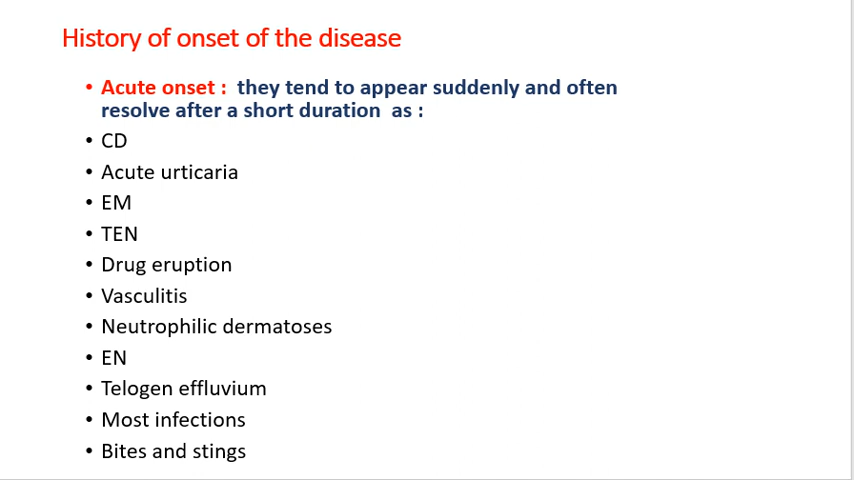 History of onset of the disease
• Acute onset : they tend to appear suddenly and often
resolve after a short duration as :
• CD
• Acute urticaria
• EM
• TEN
• Drug eruption
• Vasculitis
• Neutrophilic dermatoses
• EN
• Telogen effluvium
• Most infections
• Bites and stings